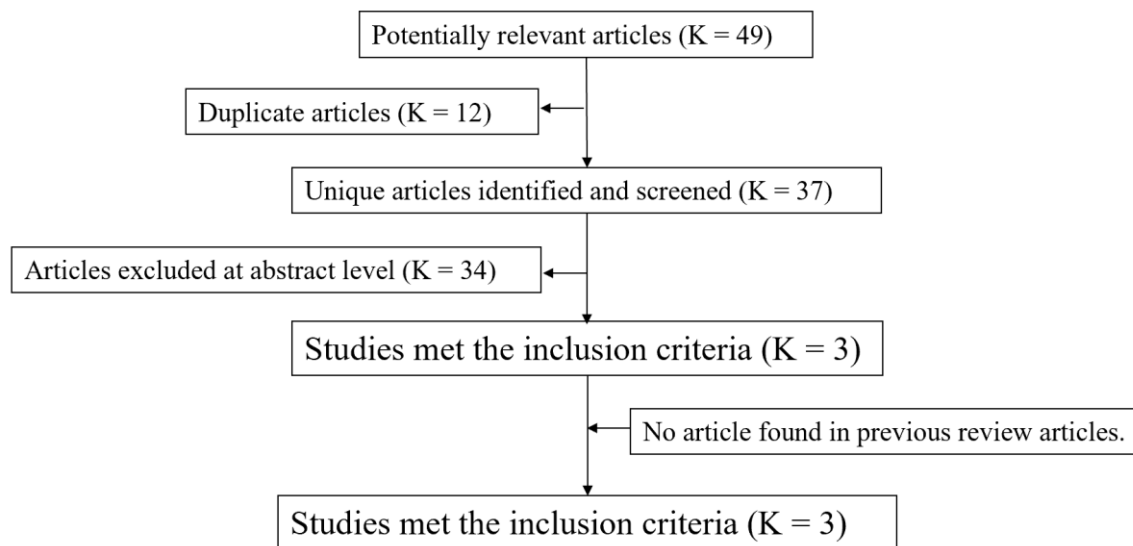 Potentially relevant articles (K = 49)
Duplicate articles (K = 12)
Unique articles identified and screened (K = 37)
Articles excluded at abstract level (K = 34)
Studies met the inclusion criteria (K = 3)
No article found in previous review articles.
Studies met the inclusion criteria (K = 3)